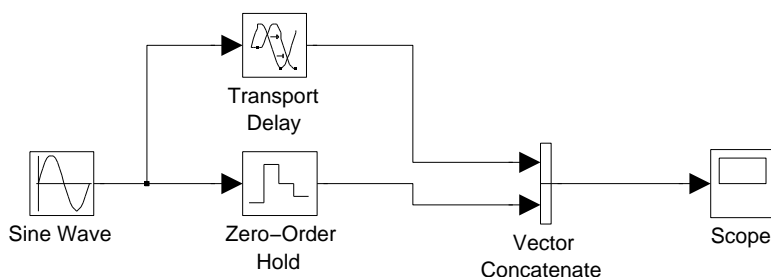 Transport
Delay
Sine Wave
Zero−Order
Hold
Vector
Concatenate
Scope